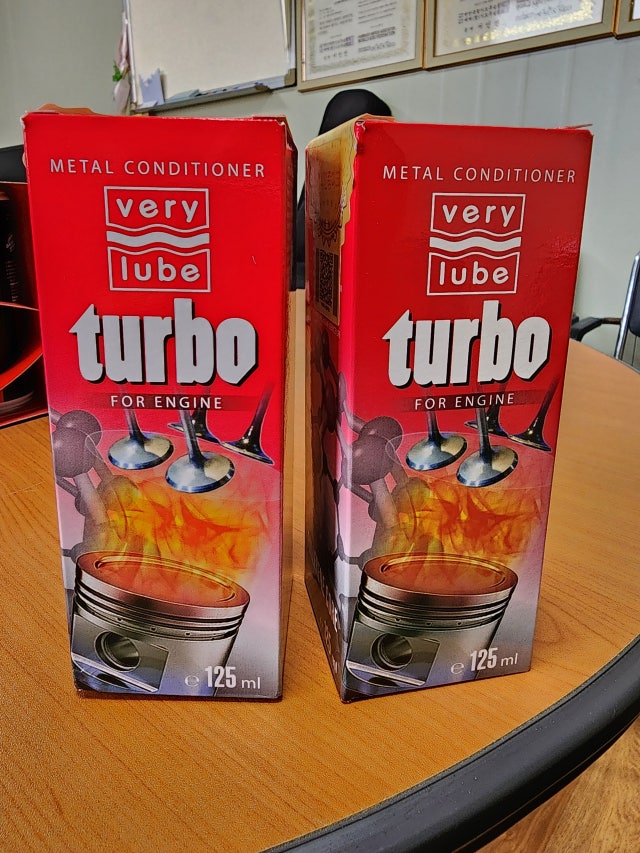 METAL CONDITIONER
very
lube
turbo
FOR ENGINE
℮ 125 ml
METAL CONDITIONER
very
lube
turbo
FOR ENGINE
℮ 125 ml